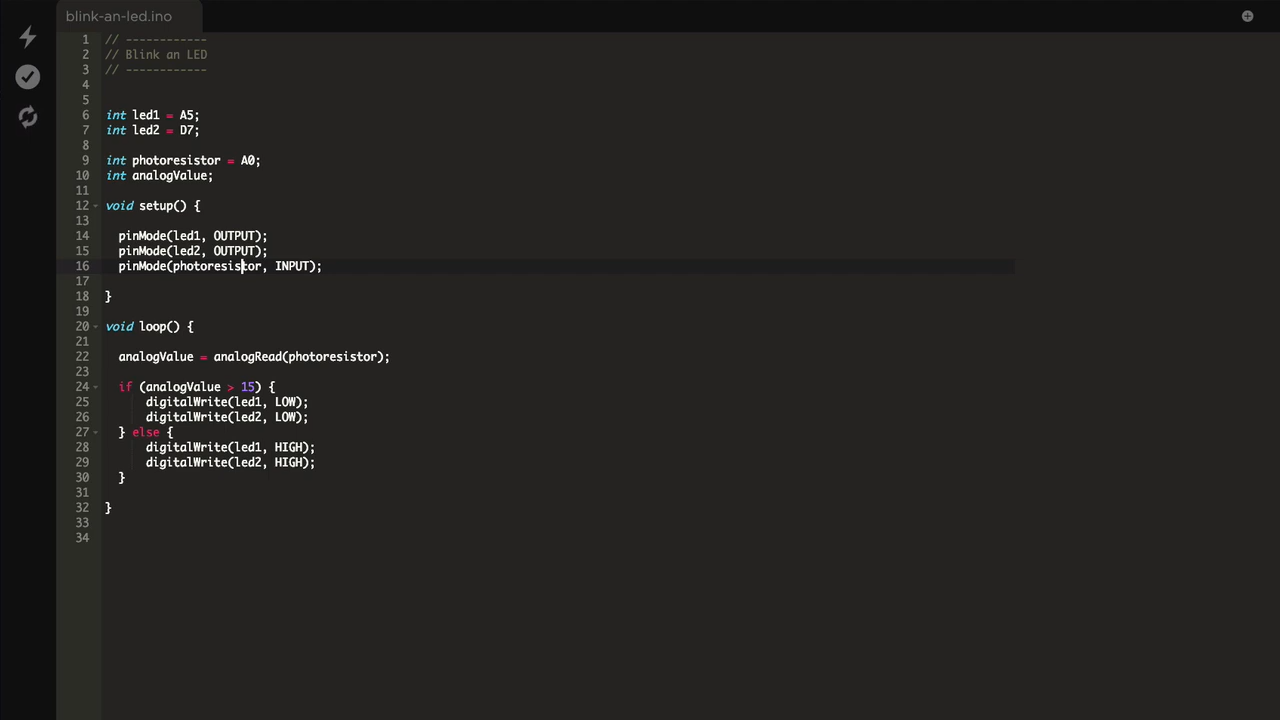 blink-an-led.ino
1 // ------------
2 // Blink an LED
3 // ------------
4
5
6 int led1 = A5;
7 int led2 = D7;
8
9 int photoresistor = A0;
10 int analogValue;
11
12 void setup() {
13
14 pinMode(led1, OUTPUT);
15 pinMode(led2, OUTPUT);
16 pinMode(photoresistor, INPUT);
17
18 }
19
20 void loop() {
21
22 analogValue = analogRead(photoresistor);
23
24 if (analogValue > 15) {
25 digitalWrite(led1, LOW);
26 digitalWrite(led2, LOW);
27 } else {
28 digitalWrite(led1, HIGH);
29 digitalWrite(led2, HIGH);
30 }
31
32 }
33
34